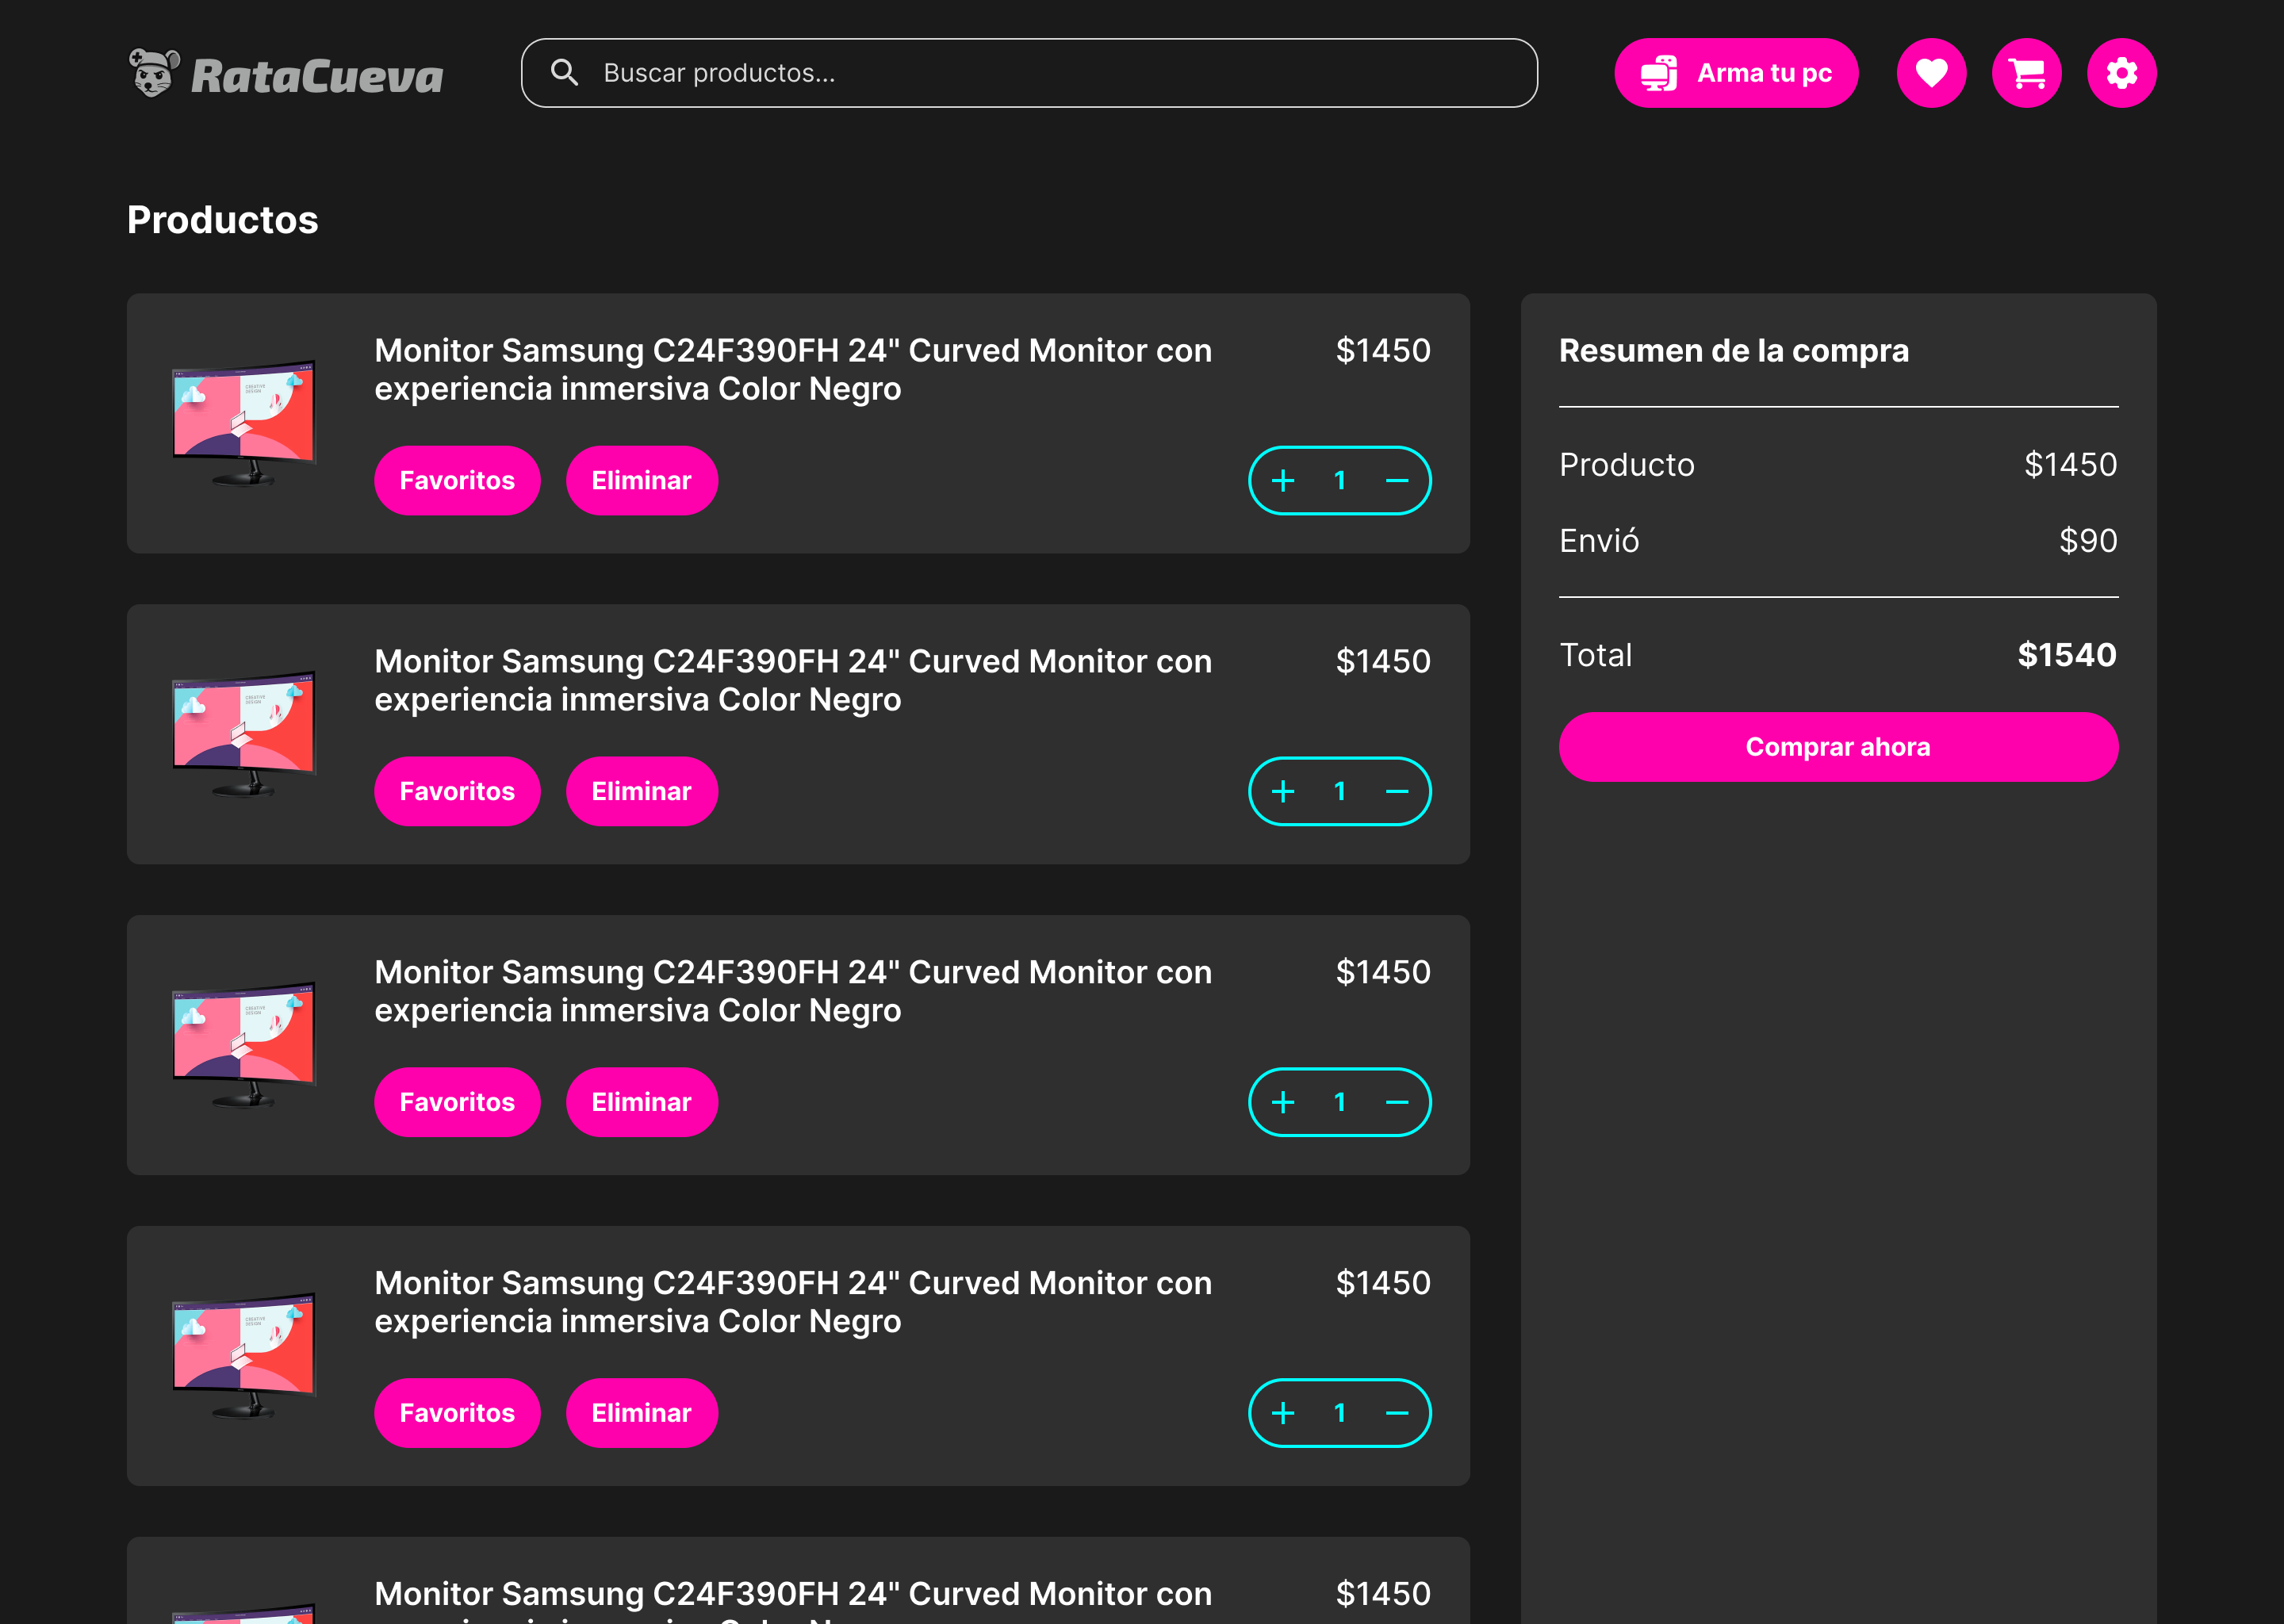 RataCueva
Buscar productos...
Arma tu pc
Productos
Monitor Samsung C24F390FH 24" Curved Monitor con
experiencia inmersiva Color Negro
$1450
Favoritos
Eliminar
1
Monitor Samsung C24F390FH 24" Curved Monitor con
experiencia inmersiva Color Negro
$1450
Favoritos
Eliminar
1
Monitor Samsung C24F390FH 24" Curved Monitor con
experiencia inmersiva Color Negro
$1450
Favoritos
Eliminar
1
Monitor Samsung C24F390FH 24" Curved Monitor con
experiencia inmersiva Color Negro
$1450
Favoritos
Eliminar
1
Monitor Samsung C24F390FH 24" Curved Monitor con
$1450
Resumen de la compra
Producto
$1450
Envió
$90
Total
$1540
Comprar ahora